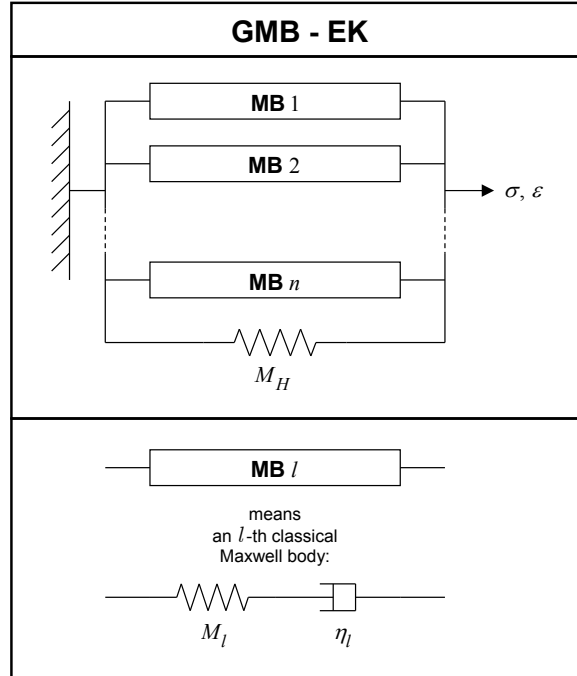 GMB - EK
MB 1
MB 2
σ, ε
MB n
M_H
MB l
means
an l-th classical
Maxwell body:
M_l
η_l